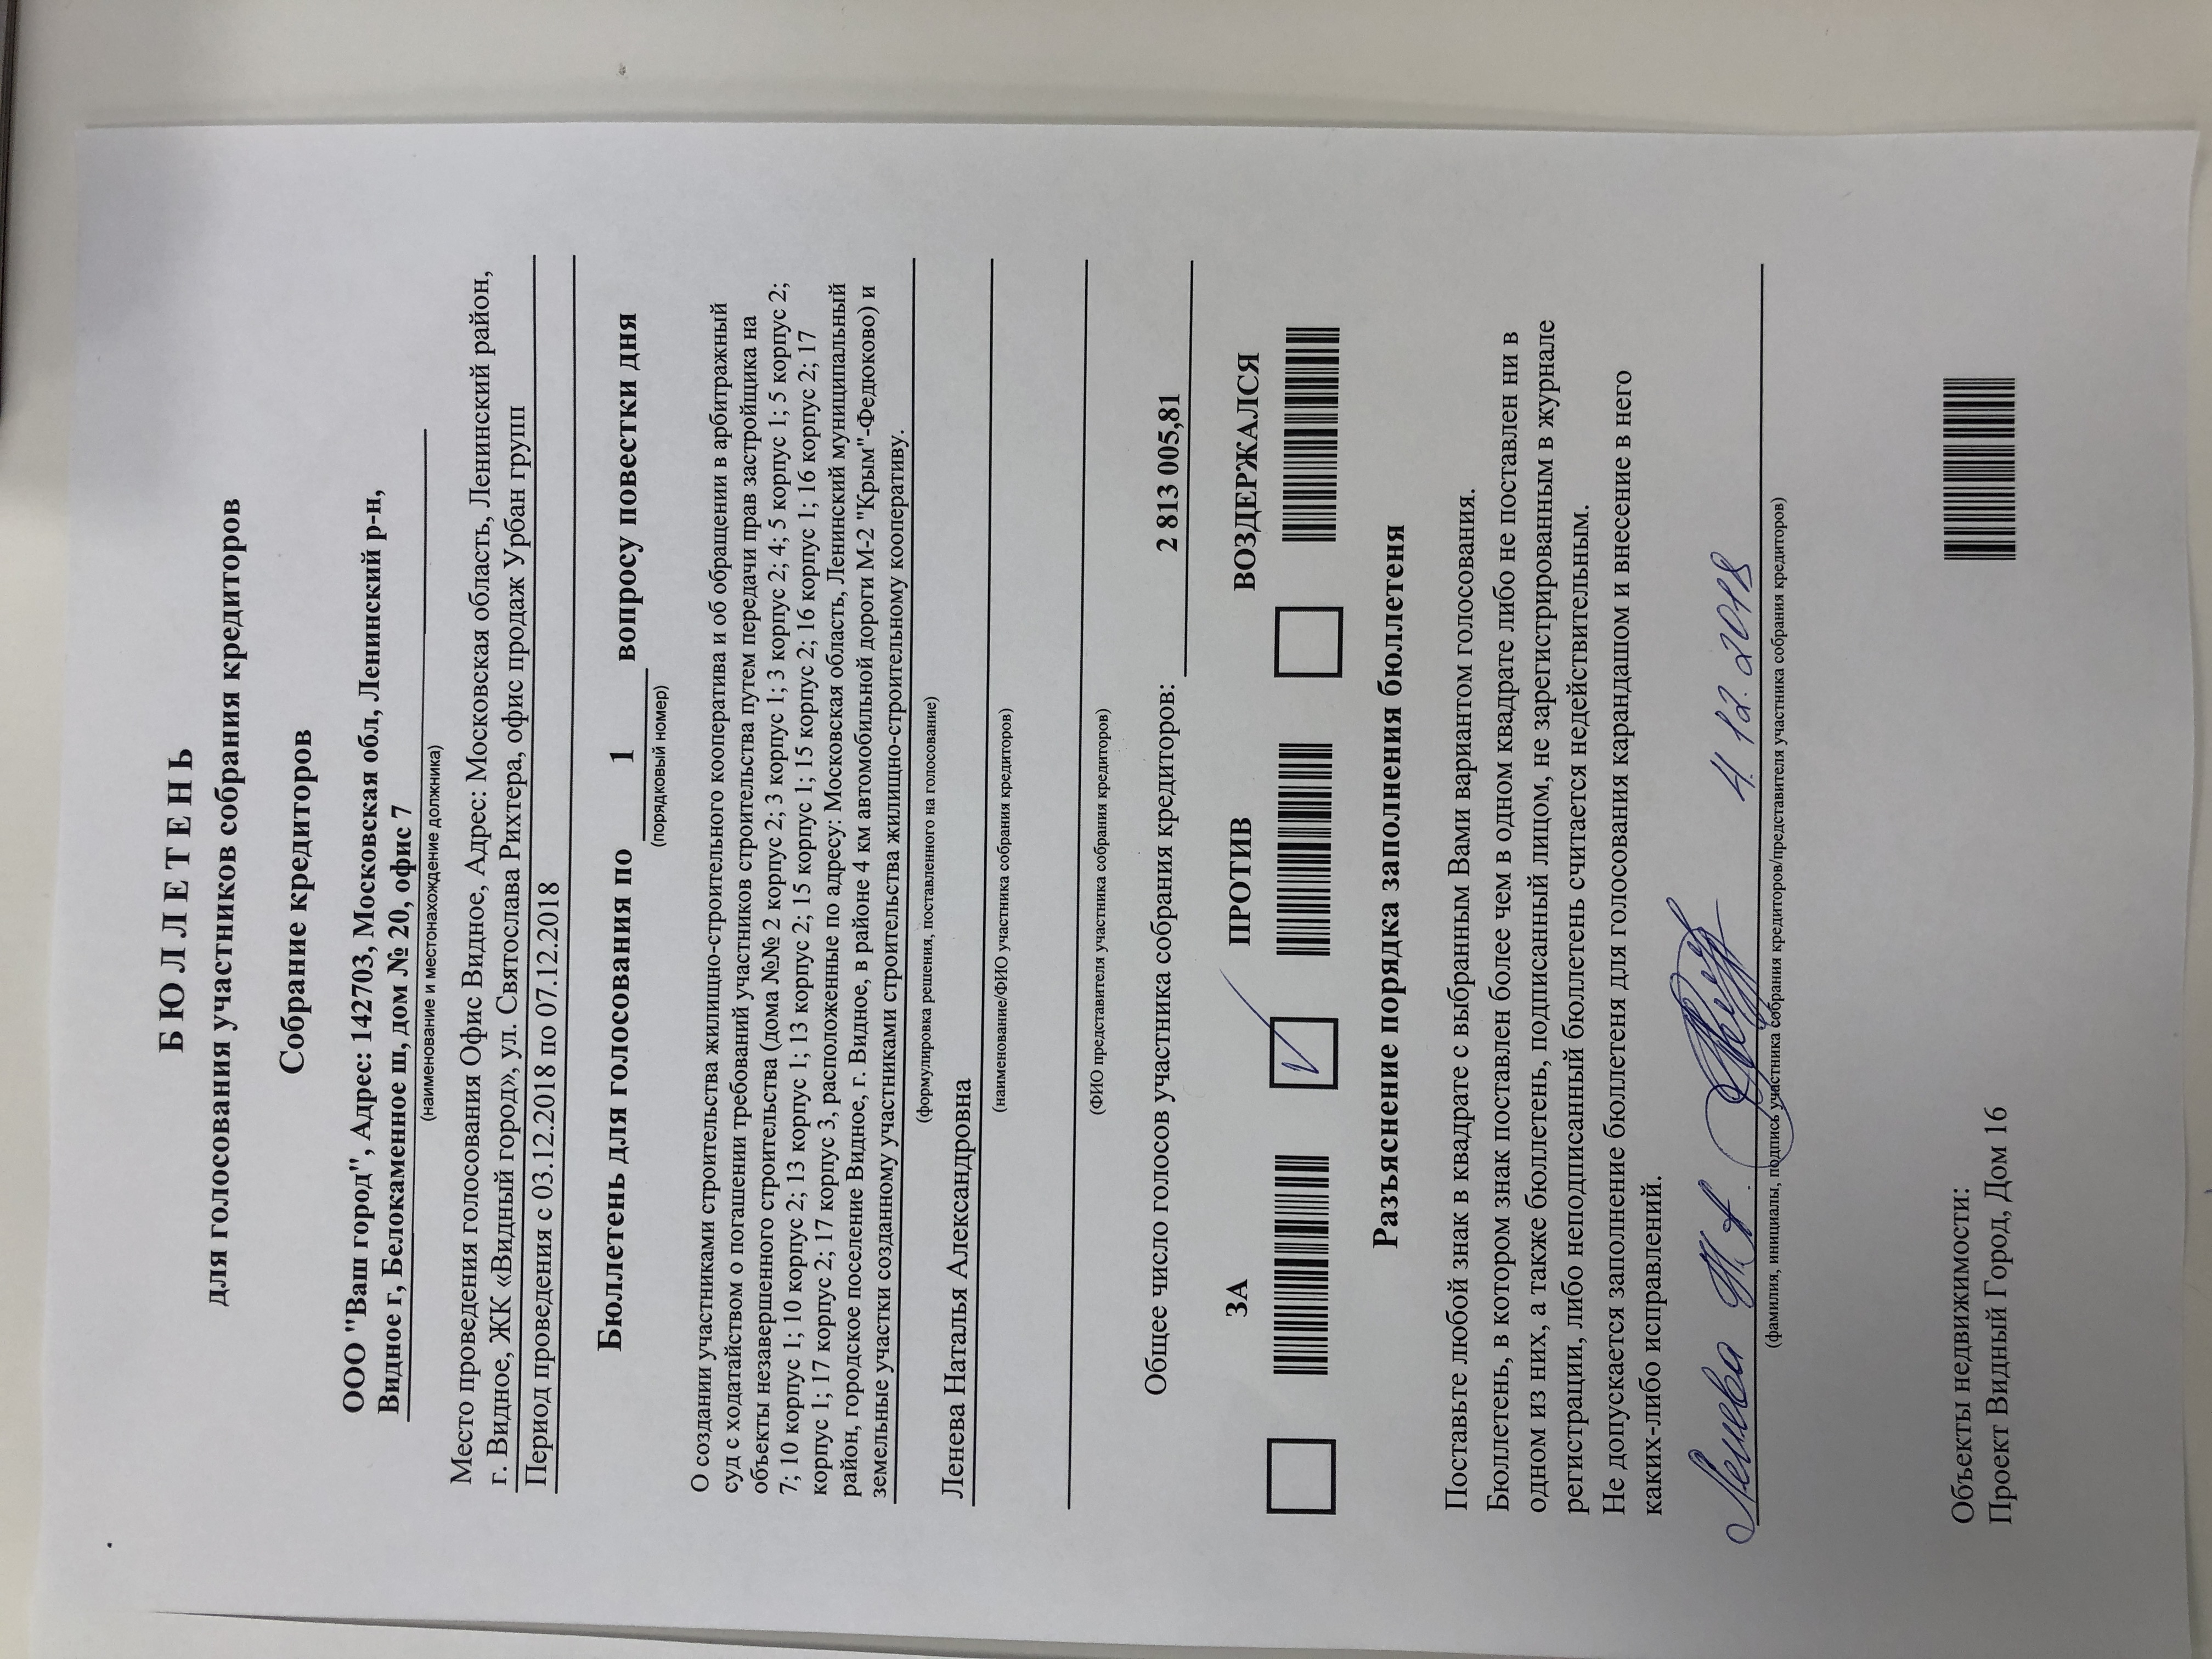 БЮЛЛЕТЕНЬ
для голосования участников собрания кредиторов
Собрание кредиторов
ООО "Ваш город", Адрес: 142703, Московская обл, Ленинский р-н,
Видное г, Белокаменное ш, дом № 20, офис 7
(наименование и местонахождение должника)
Место проведения голосования Офис Видное, Адрес: Московская область, Ленинский район,
г. Видное, ЖК «Видный город», ул. Святослава Рихтера, офис продаж Урбан групп
Период проведения с 03.12.2018 по 07.12.2018
Бюллетень для голосования по 1 вопросу повестки дня
(порядковый номер)
О создании участниками строительства жилищно-строительного кооператива и об обращении в арбитражный
суд с ходатайством о погашении требований участников строительства путем передачи прав застройщика на
объекты незавершенного строительства (дома №№ 2 корпус 2; 3 корпус 1; 3 корпус 2; 4; 5 корпус 1; 5 корпус 2;
7; 10 корпус 1; 10 корпус 2; 13 корпус 1; 13 корпус 2; 15 корпус 1; 15 корпус 2; 16 корпус 1; 16 корпус 2; 17
корпус 1; 17 корпус 2; 17 корпус 3, расположенные по адресу: Московская область, Ленинский муниципальный
район, городское поселение Видное, г. Видное, в районе 4 км автомобильной дороги М-2 "Крым"-Федюково) и
земельные участки созданному участниками строительства жилищно-строительному кооперативу.
(формулировка решения, поставленного на голосование)
Ленева Наталья Александровна
(наименование/ФИО участника собрания кредиторов)
(ФИО представителя участника собрания кредиторов)
Общее число голосов участника собрания кредиторов: 2 813 005,81
ЗА ПРОТИВ ВОЗДЕРЖАЛСЯ
Разъяснение порядка заполнения бюллетеня
Поставьте любой знак в квадрате с выбранным Вами вариантом голосования.
Бюллетень, в котором знак поставлен более чем в одном квадрате либо не поставлен ни в
одном из них, а также бюллетень, подписанный лицом, не зарегистрированным в журнале
регистрации, либо неподписанный бюллетень считается недействительным.
Не допускается заполнение бюллетеня для голосования карандашом и внесение в него
каких-либо исправлений.
Ленева 4.12.2018
(фамилия, инициалы, подпись участника собрания кредиторов/представителя участника собрания кредиторов)
Объекты недвижимости:
Проект Видный Город, Дом 16